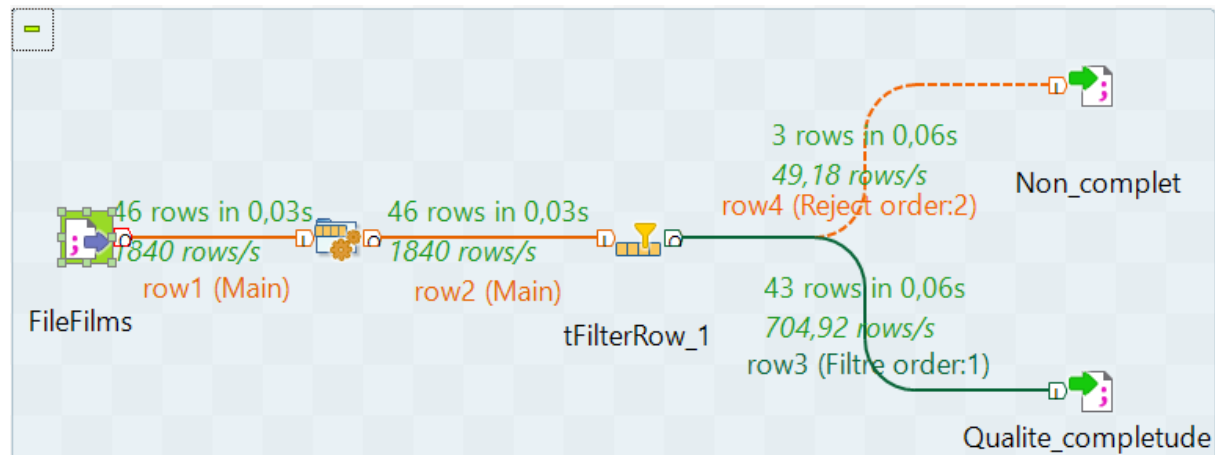 46 rows in 0,03s
1840 rows/s
row1 (Main)
FileFilms
46 rows in 0,03s
1840 rows/s
row2 (Main)
tFilterRow_1
3 rows in 0,06s
49,18 rows/s
row4 (Reject order:2)
Non_complet
43 rows in 0,06s
704,92 rows/s
row3 (Filtre order:1)
Qualite_completude